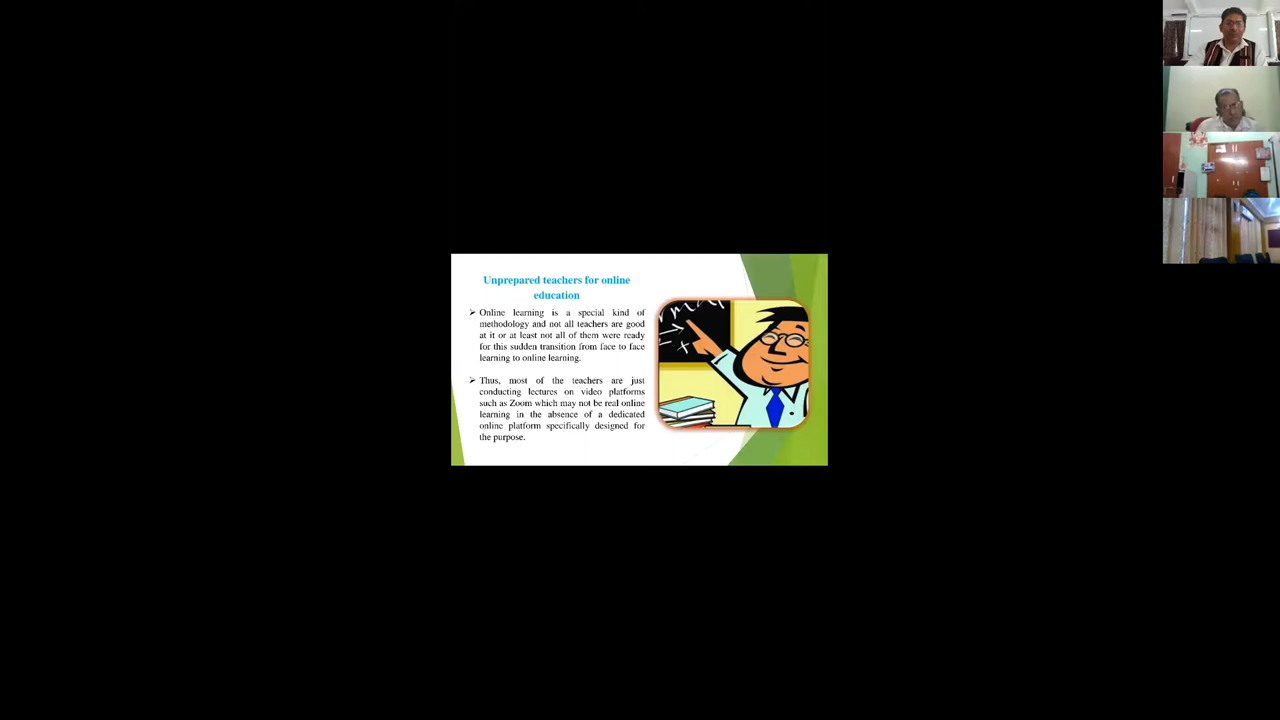 Unprepared teachers for online
education
➢ Online learning is a special kind of
methodology and not all teachers are good
at it or at least not all of them were ready
for this sudden transition from face to face
learning to online learning.
➢ Thus, most of the teachers are just
conducting lectures on video platforms
such as Zoom which may not be real online
learning in the absence of a dedicated
online platform specifically designed for
the purpose.